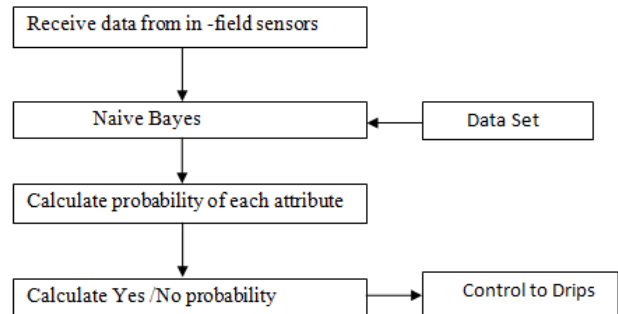 Receive data from in -field sensors
Naive Bayes
Data Set
Calculate probability of each attribute
Calculate Yes /No probability
Control to Drips